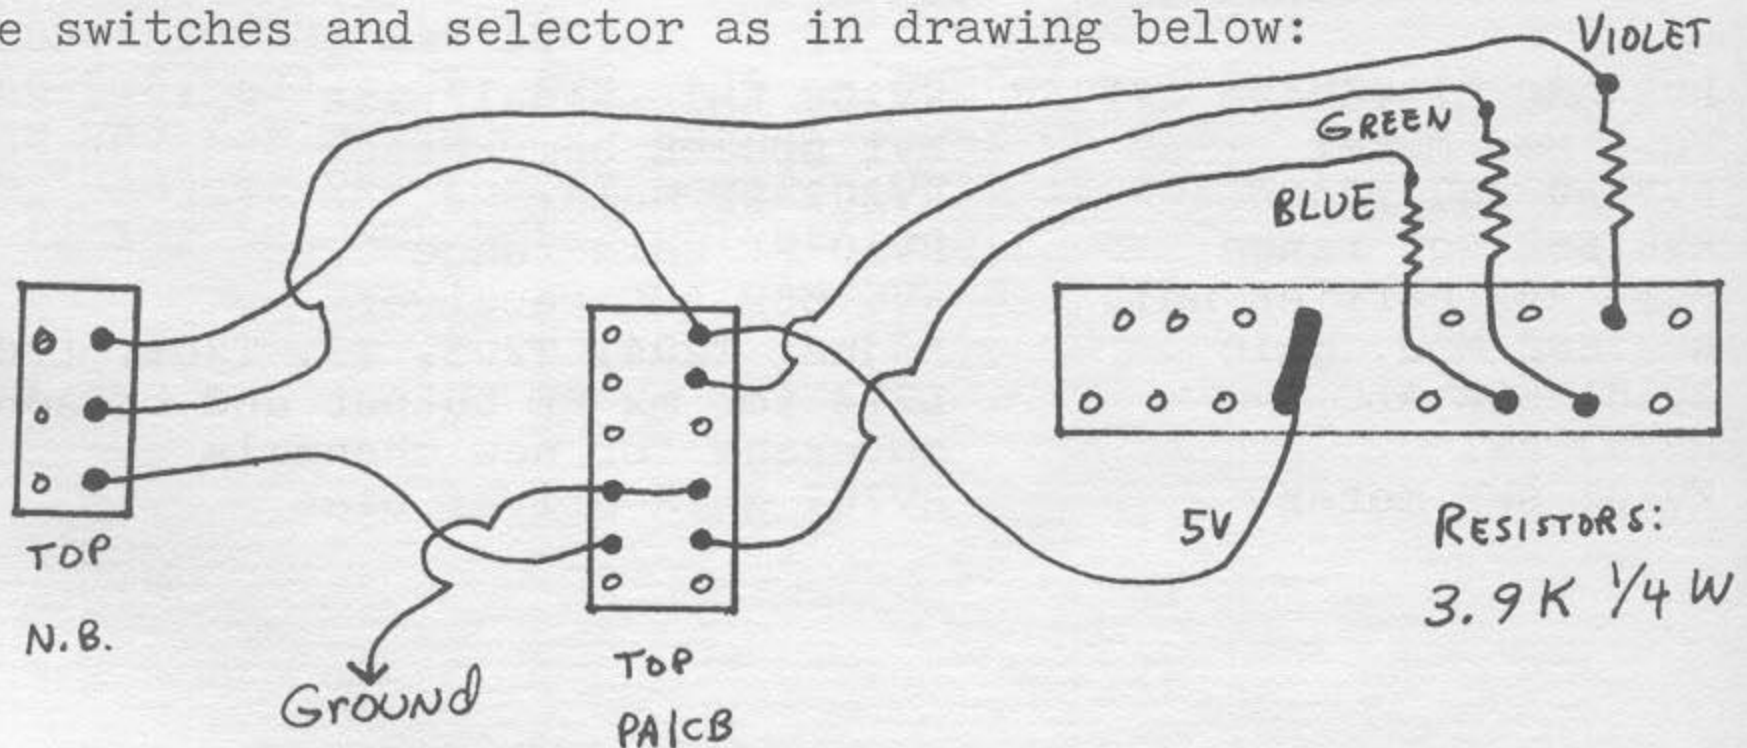 e switches and selector as in drawing below:
VIOLET
GREEN
BLUE
5V
RESISTORS:
3.9K 1/4 W
TOP
N.B.
GROUND
TOP
PA/CB